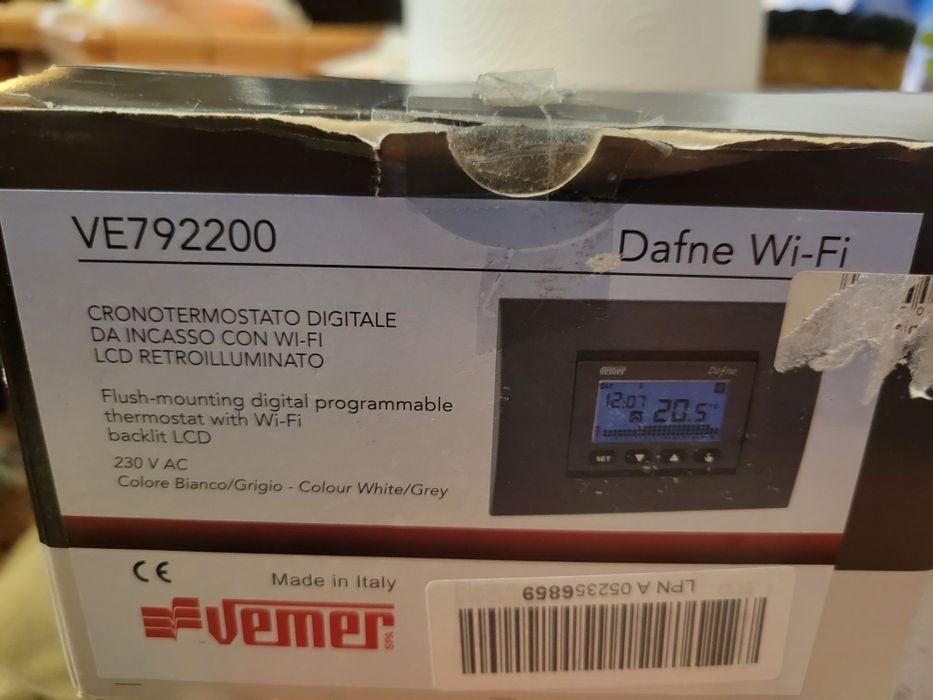 VE792200
Dafne Wi-Fi
CRONOTERMOSTATO DIGITALE
DA INCASSO CON WI-FI
LCD RETROILLUMINATO
Flush-mounting digital programmable
thermostat with Wi-Fi
backlit LCD
230 V AC
Colore Bianco/Grigio - Colour White/Grey
vemer
Dafne
12:07
20.5°C
SET
CE
Made in Italy
Vemer
SPA
LPN A 0523568869